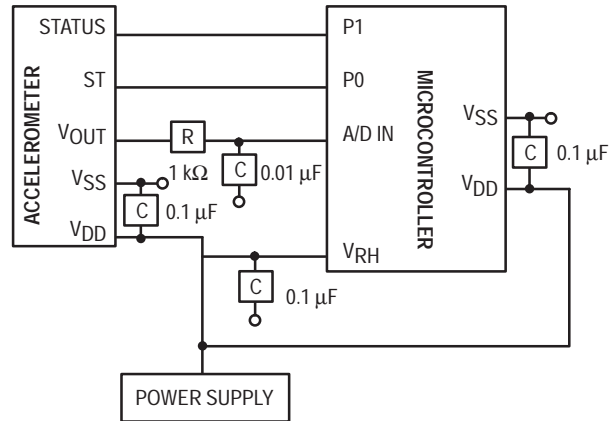 STATUS
ST
VOUT
VSS
VDD
ACCELEROMETER
R
1 kΩ
C
0.01 µF
C
0.1 µF
C
0.1 µF
P1
P0
A/D IN
VRH
MICROCONTROLLER
VSS
VDD
C
0.1 µF
POWER SUPPLY